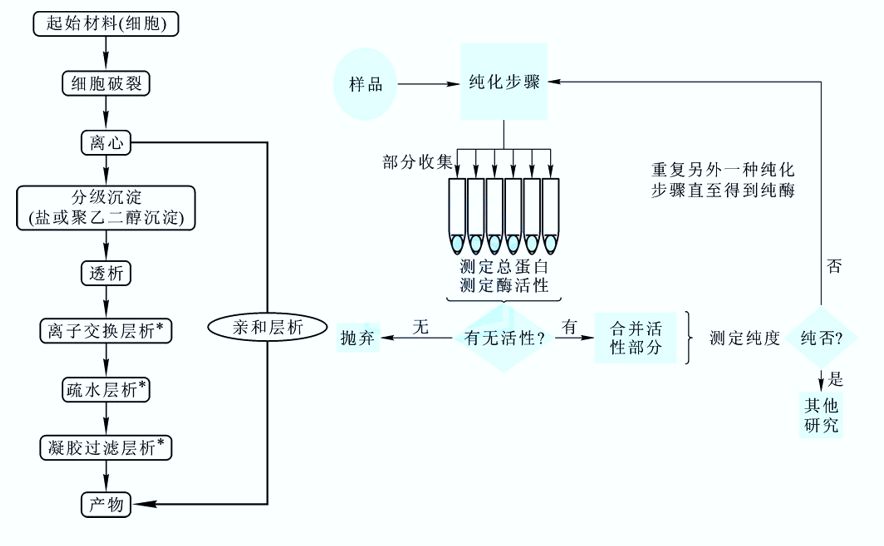 起始材料(细胞)
细胞破裂
离心
分级沉淀
(盐或聚乙二醇沉淀)
透析
离子交换层析*
疏水层析*
凝胶过滤层析*
产物
亲和层析
样品
纯化步骤
部分收集
测定总蛋白
测定酶活性
有无活性?
无
抛弃
有
合并活
性部分
测定纯度
纯否?
否
重复另外一种纯化
步骤直至得到纯酶
是
其他
研究